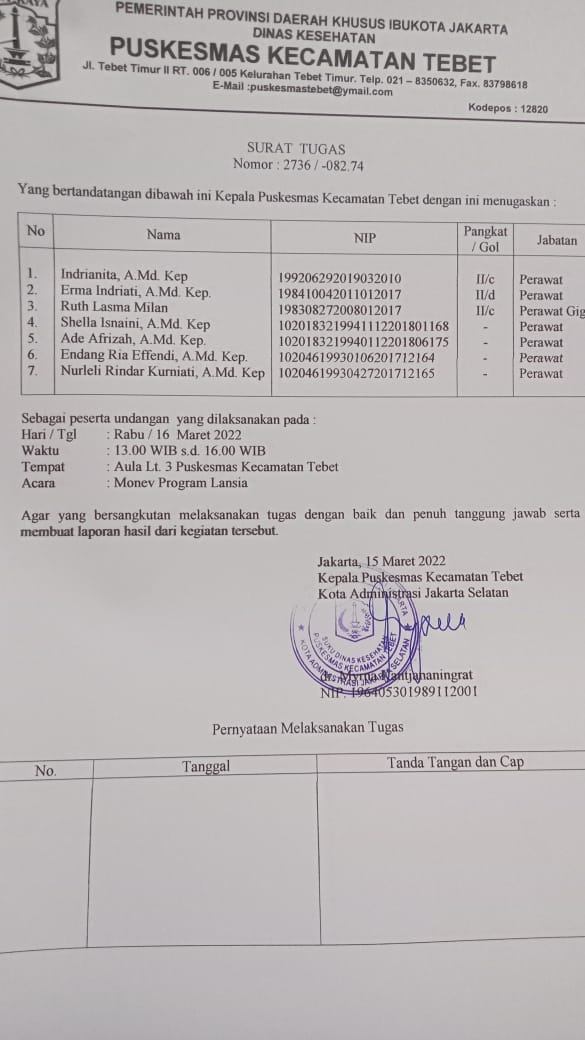 PEMERINTAH PROVINSI DAERAH KHUSUS IBUKOTA JAKARTA
DINAS KESEHATAN
PUSKESMAS KECAMATAN TEBET
Jl. Tebet Timur II RT. 006 / 005 Kelurahan Tebet Timur. Telp. 021 – 8350632, Fax. 83798618
E-Mail :puskesmastebet@ymail.com
Kodepos : 12820
SURAT TUGAS
Nomor : 2736 / -082.74
Yang bertandatangan dibawah ini Kepala Puskesmas Kecamatan Tebet dengan ini menugaskan :
No Nama NIP Pangkat / Gol Jabatan
1. Indrianita, A.Md. Kep 199206292019032010 II/c Perawat
2. Erma Indriati, A.Md. Kep. 198410042011012017 II/d Perawat
3. Ruth Lasma Milan 198308272008012017 II/c Perawat Gig
4. Shella Isnaini, A.Md. Kep 1020183219941112201801168 - Perawat
5. Ade Afrizah, A.Md. Kep. 10201832199401122018061​75 - Perawat
6. Endang Ria Effendi, A.Md. Kep. 10204619930106201712164 - Perawat
7. Nurleli Rindar Kurniati, A.Md. Kep 10204619930427201712165 - Perawat
Sebagai peserta undangan yang dilaksanakan pada :
Hari / Tgl : Rabu / 16 Maret 2022
Waktu : 13.00 WIB s.d. 16.00 WIB
Tempat : Aula Lt. 3 Puskesmas Kecamatan Tebet
Acara : Monev Program Lansia
Agar yang bersangkutan melaksanakan tugas dengan baik dan penuh tanggung jawab serta
membuat laporan hasil dari kegiatan tersebut.
Jakarta, 15 Maret 2022
Kepala Puskesmas Kecamatan Tebet
Kota Administrasi Jakarta Selatan
SUKU DINAS KESEHATAN
PUSKESMAS KECAMATAN TEBET
KOTA ADMINISTRASI JAKARTA SELATAN
NIP. 196405301989112001
Pernyataan Melaksanakan Tugas
No. Tanggal Tanda Tangan dan Cap